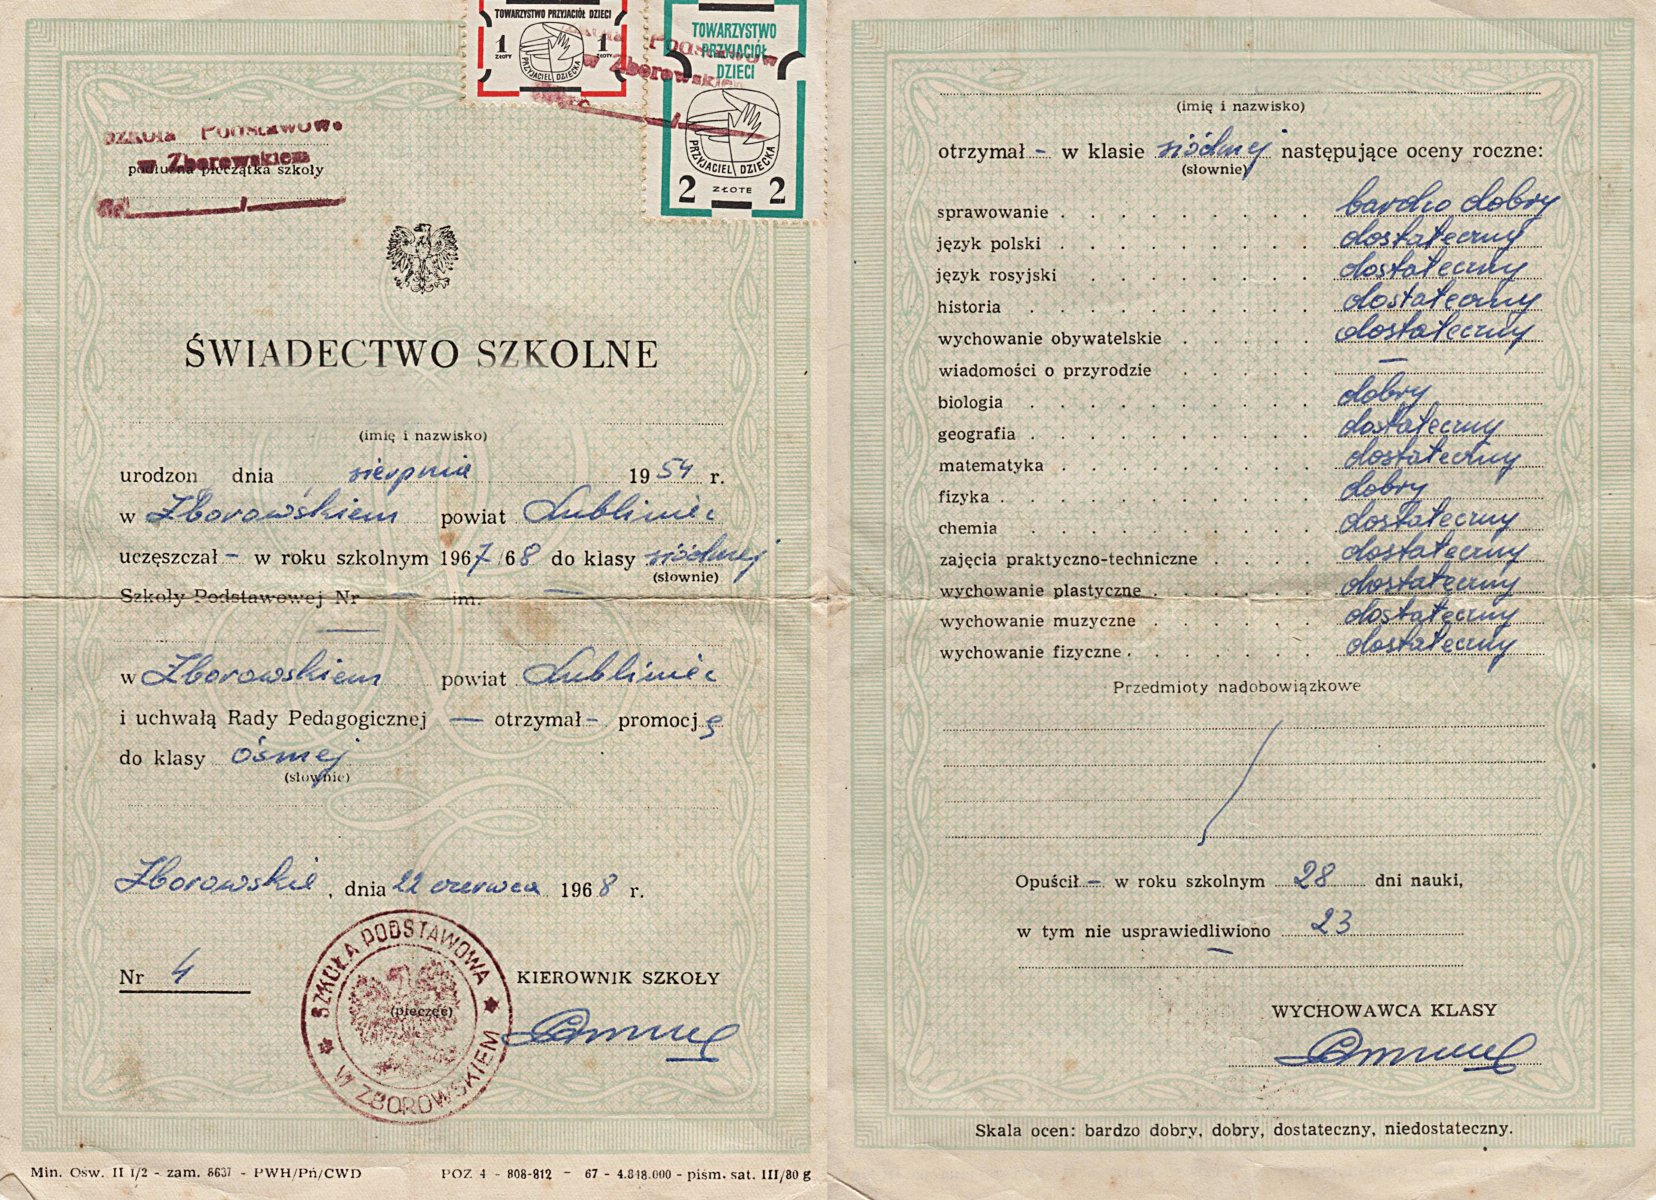 TOWARZYSTWO PRZYJACIÓŁ DZIECI
1 ZŁOTY 1 ZŁOTY
PRZYJACIEL DZIECKA
TOWARZYSTWO
PRZYJACIÓŁ
DZIECI
PRZYJACIEL DZIECKA
2 ZŁOTE 2
w Zborowskiem
Szkoła Podstawowa
w Zborowskiem
podłużna pieczątka szkoły
ŚWIADECTWO SZKOLNE
(imię i nazwisko)
urodzon dnia sierpnia 1954 r.
w Zborowskiem powiat Lubliniec
uczęszczał – w roku szkolnym 1967/68 do klasy siódmej
(słownie)
Szkoły Podstawowej Nr — im. —
—
w Zborowskiem powiat Lubliniec
i uchwałą Rady Pedagogicznej — otrzymał – promocję
do klasy ósmej
(słownie)
Zborowskie, dnia 22 czerwca 1968 r.
SZKOŁA PODSTAWOWA
W ZBOROWSKIEM
Nr 4
KIEROWNIK SZKOŁY
(pieczęć)
Min. Ośw. II 1/2 - zam. 8637 - PWH/Pń/CWD POZ 4 - 808-812 - 67 - 4.848.000 - piśm. sat. III/80 g
(imię i nazwisko)
otrzymał – w klasie siódmej następujące oceny roczne:
(słownie)
sprawowanie bardzo dobry
język polski dostateczny
język rosyjski dostateczny
historia dostateczny
wychowanie obywatelskie dostateczny
wiadomości o przyrodzie —
biologia dobry
geografia dostateczny
matematyka dostateczny
fizyka dobry
chemia dostateczny
zajęcia praktyczno-techniczne dostateczny
wychowanie plastyczne dostateczny
wychowanie muzyczne dostateczny
wychowanie fizyczne dostateczny
Przedmioty nadobowiązkowe
Opuścił – w roku szkolnym 28 dni nauki,
w tym nie usprawiedliwiono 23
—
WYCHOWAWCA KLASY
Skala ocen: bardzo dobry, dobry, dostateczny, niedostateczny.